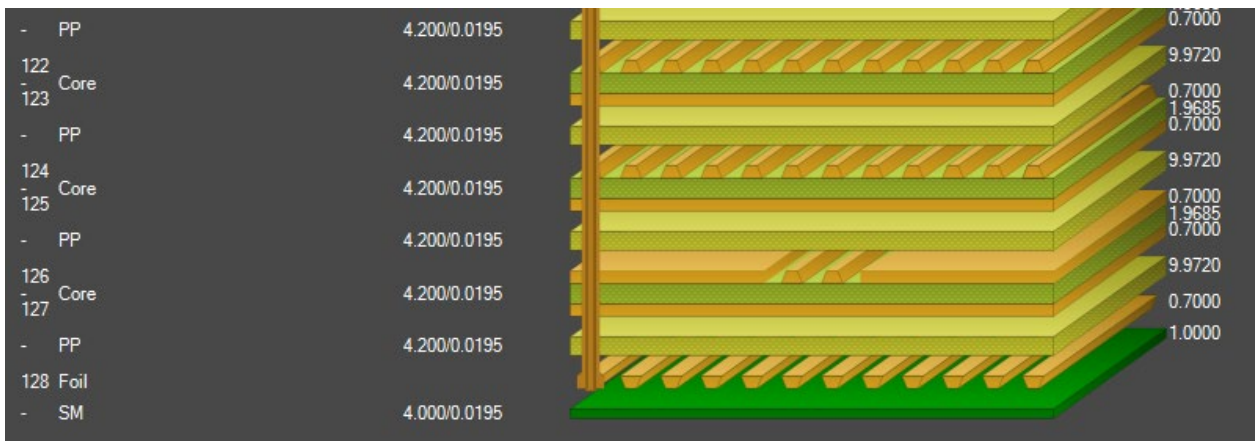 - PP 4.200/0.0195 0.7000
122 9.9720
- Core 4.200/0.0195
123 0.7000
1.9685
- PP 4.200/0.0195 0.7000
124 9.9720
- Core 4.200/0.0195
125 0.7000
1.9685
- PP 4.200/0.0195 0.7000
126 9.9720
- Core 4.200/0.0195
127 0.7000
- PP 4.200/0.0195 1.0000
128 Foil
- SM 4.000/0.0195